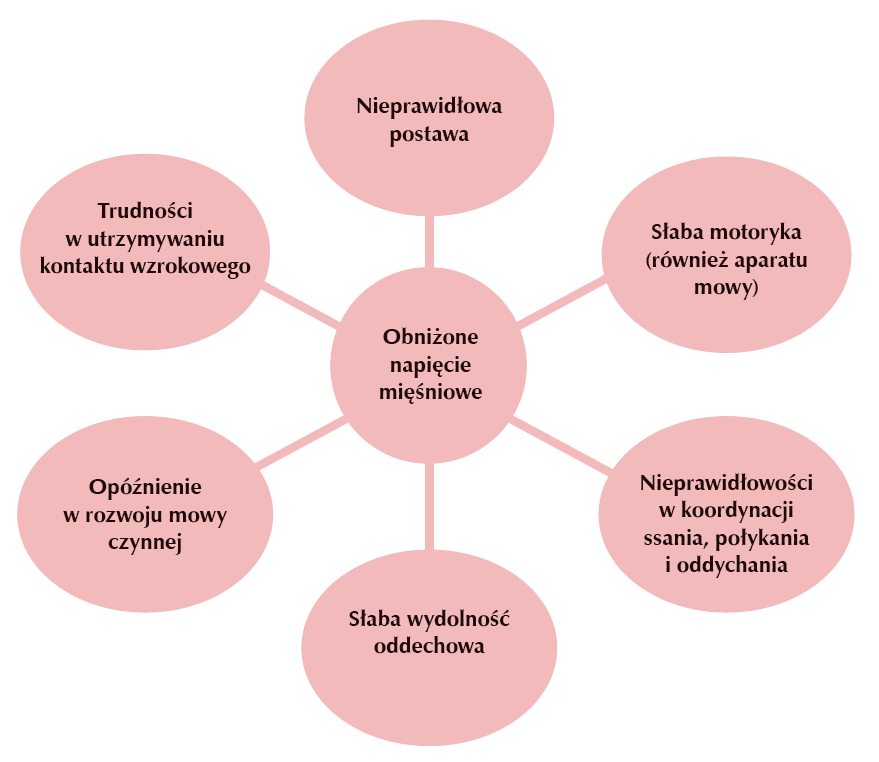 Nieprawidłowa
postawa
Trudności
w utrzymywaniu
kontaktu wzrokowego
Słaba motoryka
(również aparatu
mowy)
Obniżone
napięcie
mięśniowe
Opóźnienie
w rozwoju mowy
czynnej
Nieprawidłowości
w koordynacji
ssania, połykania
i oddychania
Słaba wydolność
oddechowa